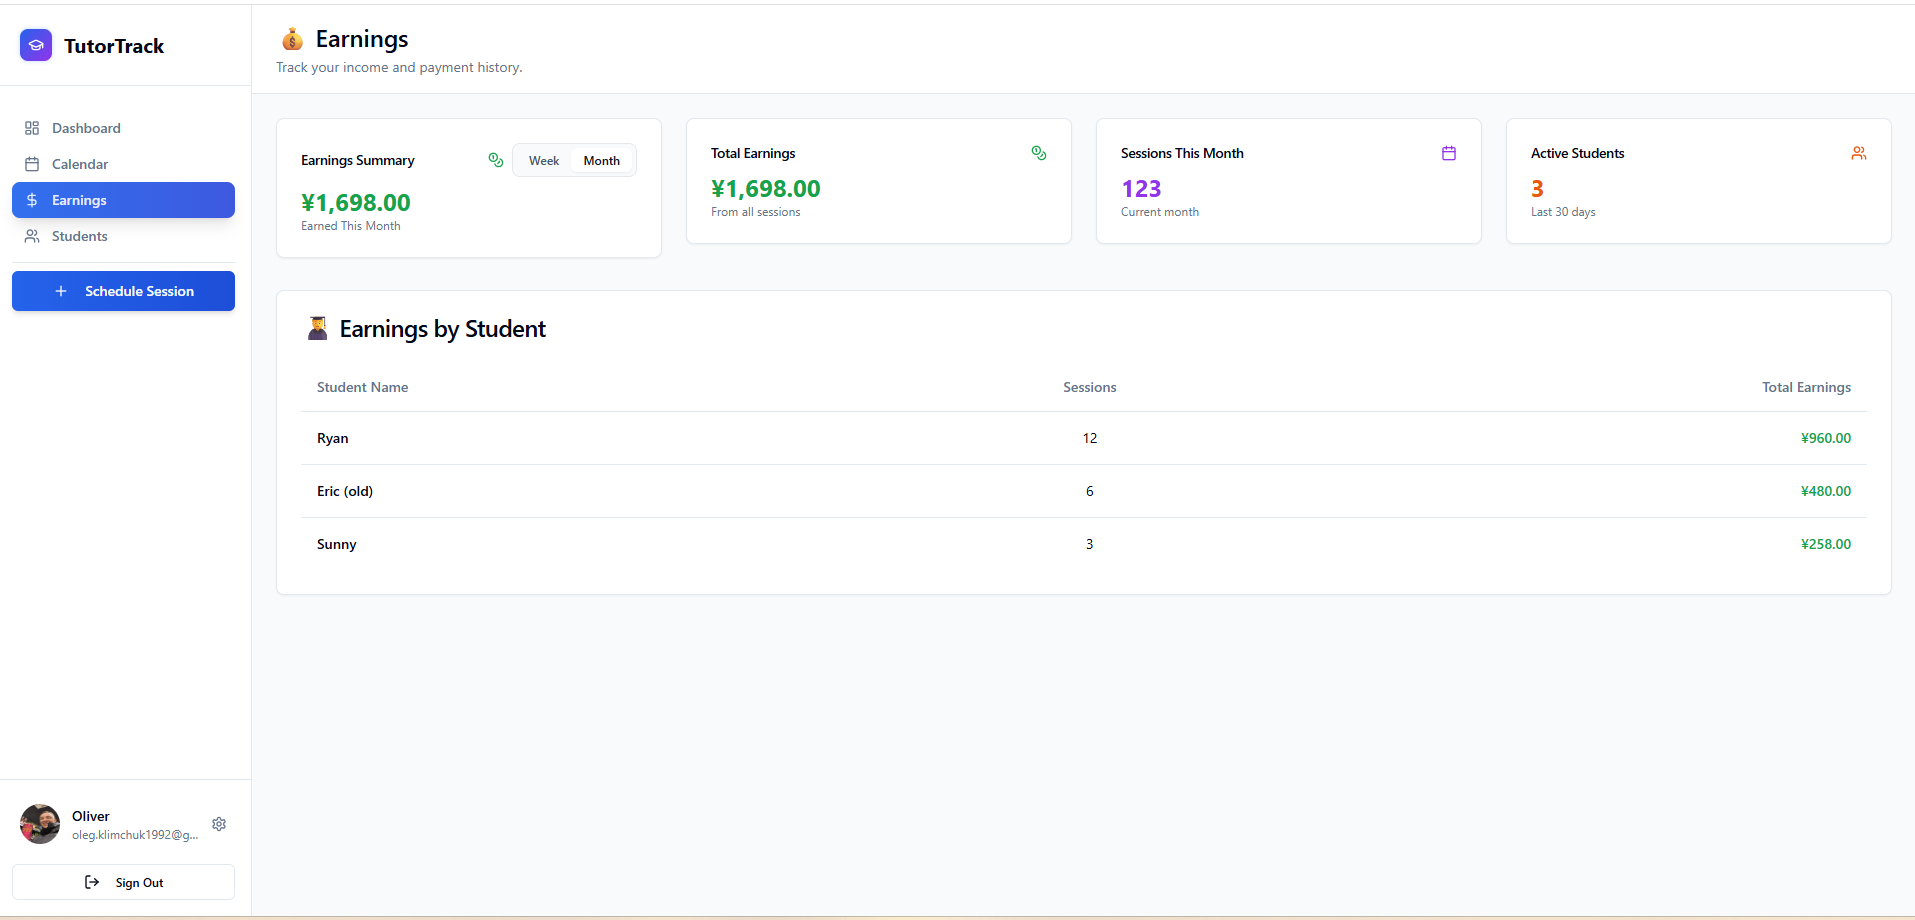 TutorTrack
Dashboard
Calendar
Earnings
Students
Schedule Session
Oliver
oleg.klimchuk1992@g...
Sign Out
Earnings
Track your income and payment history.
Earnings Summary
Week
Month
¥1,698.00
Earned This Month
Total Earnings
¥1,698.00
From all sessions
Sessions This Month
123
Current month
Active Students
3
Last 30 days
Earnings by Student
Student Name Sessions Total Earnings
Ryan 12 ¥960.00
Eric (old) 6 ¥480.00
Sunny 3 ¥258.00